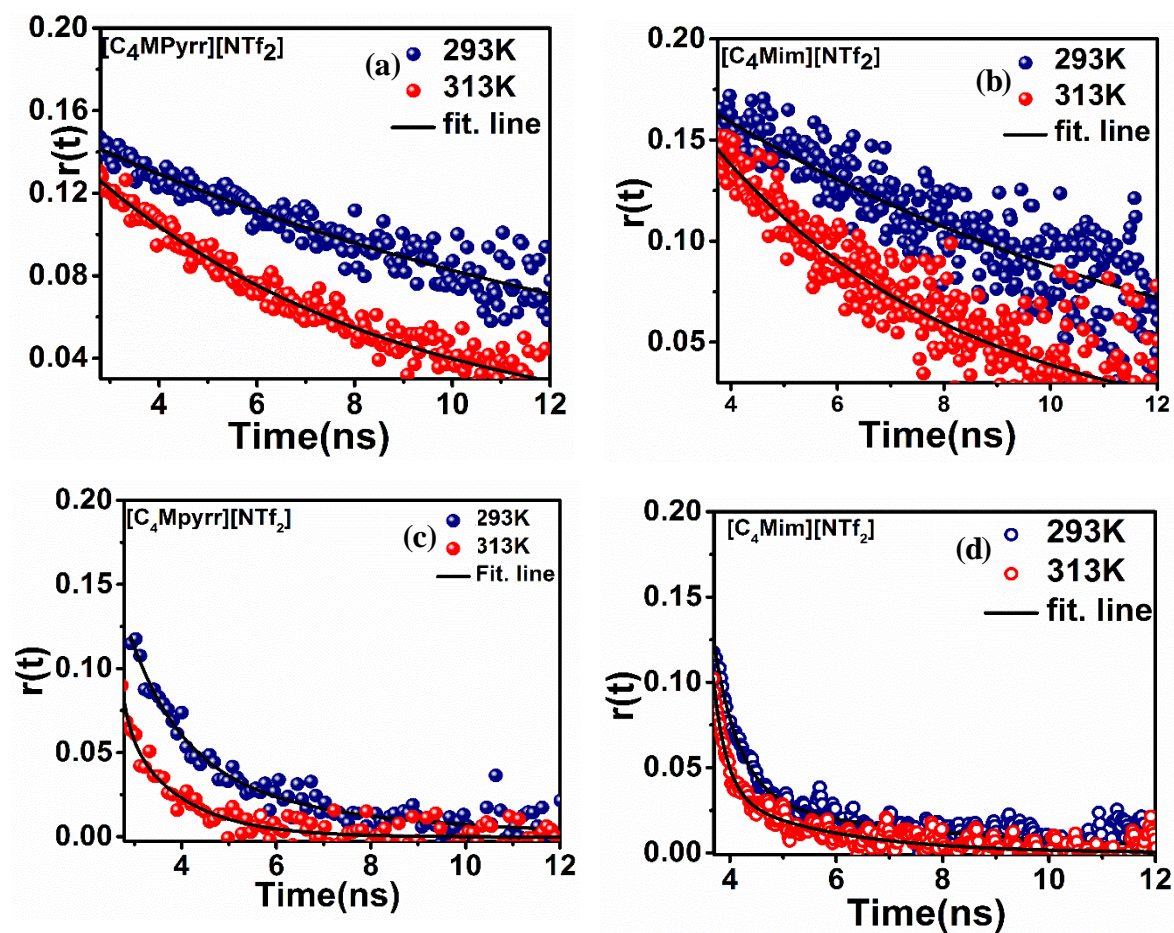 [C₄MPyrr][NTf₂]
(a)
293K
313K
fit. line
r(t)
0.20
0.16
0.12
0.08
0.04
4 6 8 10 12
Time(ns)
[C₄Mim][NTf₂]
(b)
293K
313K
fit. line
r(t)
0.20
0.15
0.10
0.05
4 6 8 10 12
Time(ns)
[C₄Mpyrr][NTf₂]
(c)
293K
313K
Fit. line
r(t)
0.20
0.15
0.10
0.05
0.00
4 6 8 10 12
Time(ns)
[C₄Mim][NTf₂]
(d)
293K
313K
fit. line
r(t)
0.20
0.15
0.10
0.05
0.00
4 6 8 10 12
Time(ns)